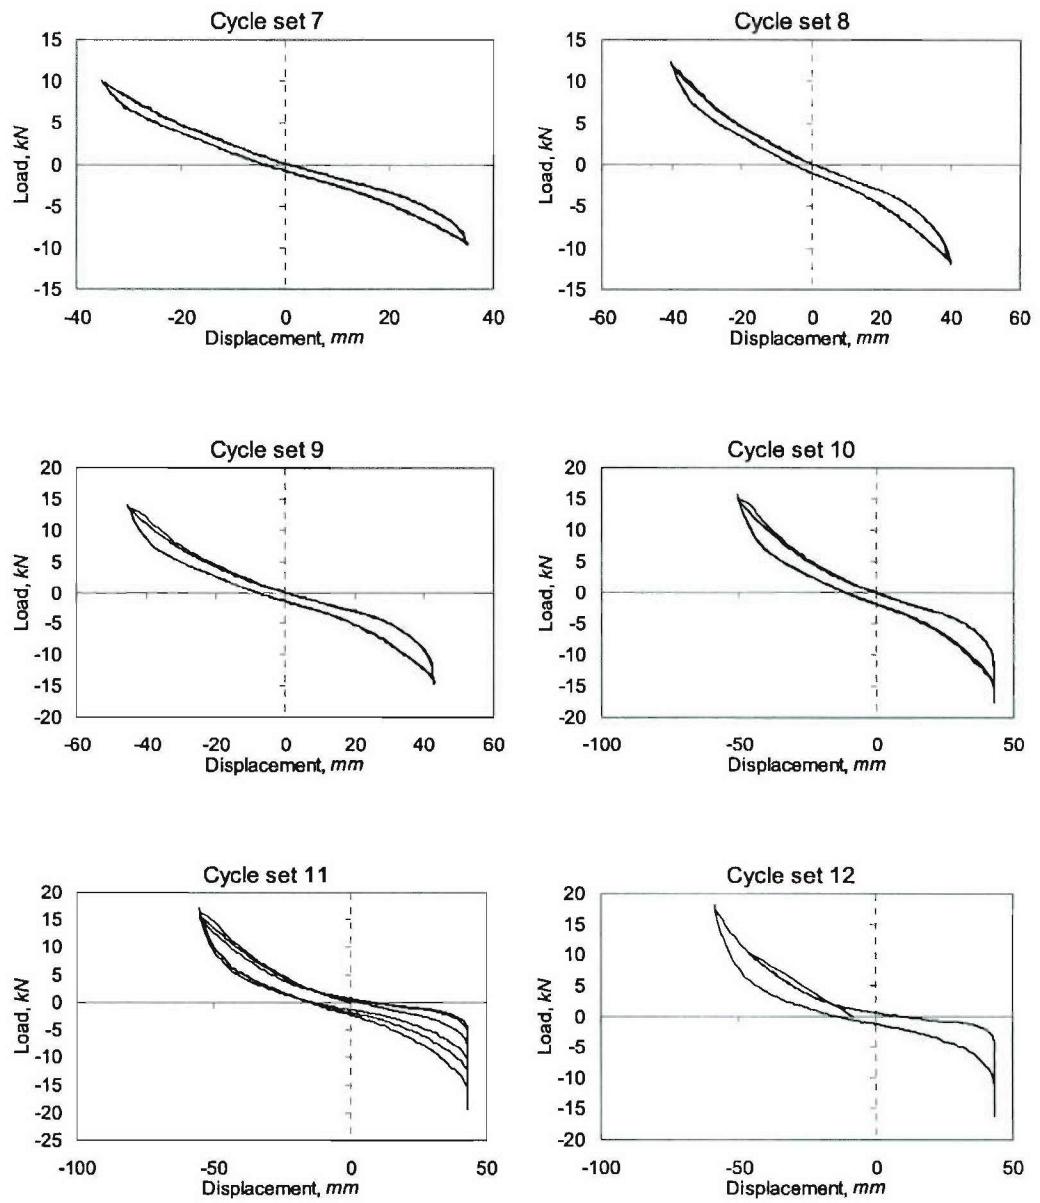 Cycle set 7
15
10
5
0
-5
-10
-15
Load, kN
-40 -20 0 20 40
Displacement, mm
Cycle set 8
15
10
5
0
-5
-10
-15
Load, kN
-60 -40 -20 0 20 40 60
Displacement, mm
Cycle set 9
20
15
10
5
0
-5
-10
-15
-20
Load, kN
-60 -40 -20 0 20 40 60
Displacement, mm
Cycle set 10
20
15
10
5
0
-5
-10
-15
-20
Load, kN
-100 -50 0 50
Displacement, mm
Cycle set 11
20
15
10
5
0
-5
-10
-15
-20
-25
Load, kN
-100 -50 0 50
Displacement, mm
Cycle set 12
20
15
10
5
0
-5
-10
-15
-20
Load, kN
-100 -50 0 50
Displacement, mm